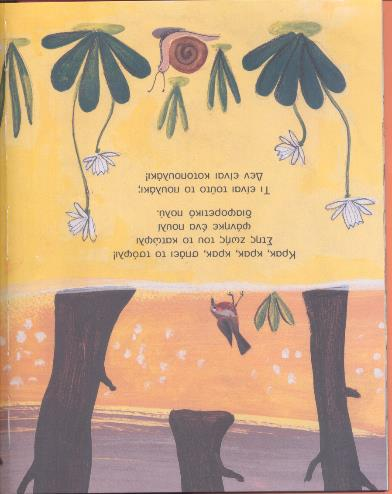 Κρακ, κρακ, κρακ, σπάει το τσόφλι!
Στης ζωής του το κατώφλι
φάνηκε ένα πουλί
διαφορετικό πολύ.
Τι είναι τούτο το πουλάκι;
Δεν είναι κοτοπουλάκι!